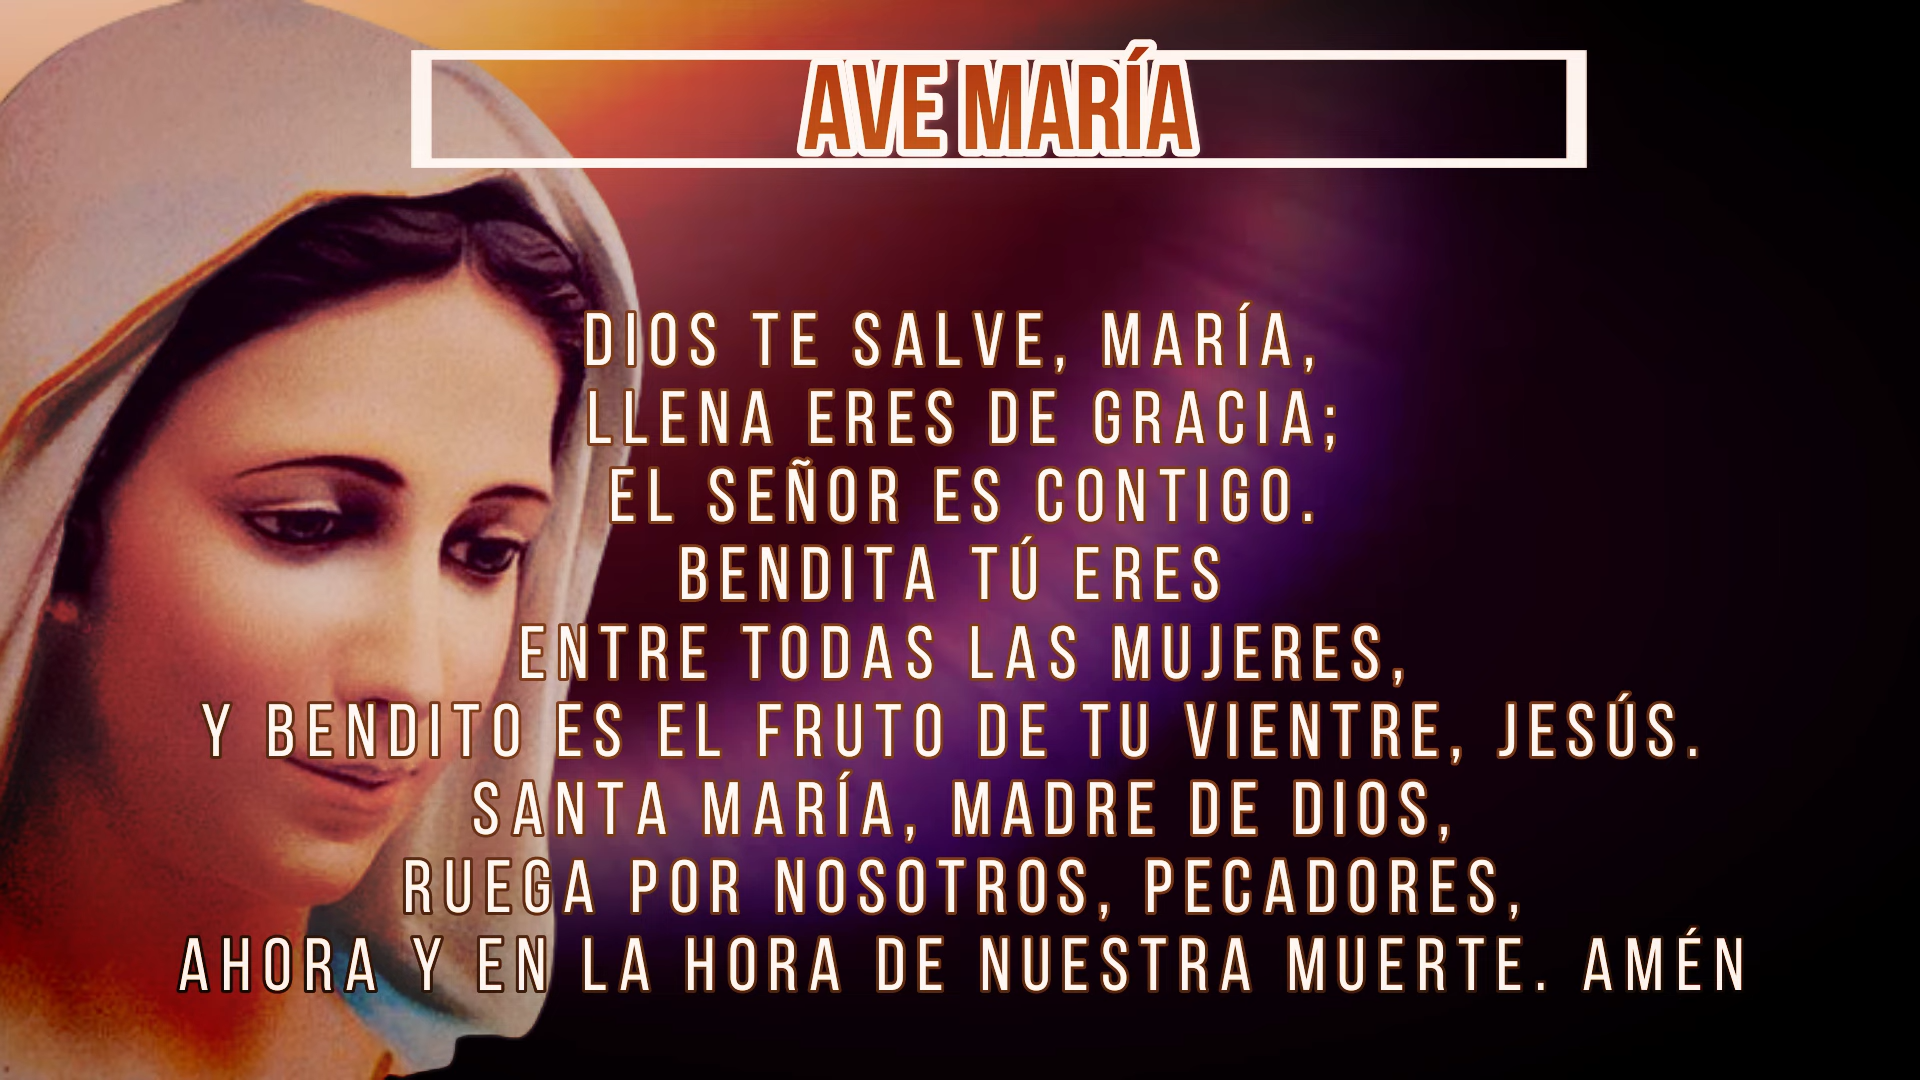 AVE MARÍA
DIOS TE SALVE, MARÍA,
LLENA ERES DE GRACIA;
EL SEÑOR ES CONTIGO.
BENDITA TÚ ERES
ENTRE TODAS LAS MUJERES,
Y BENDITO ES EL FRUTO DE TU VIENTRE, JESÚS.
SANTA MARÍA, MADRE DE DIOS,
RUEGA POR NOSOTROS, PECADORES,
AHORA Y EN LA HORA DE NUESTRA MUERTE. AMÉN